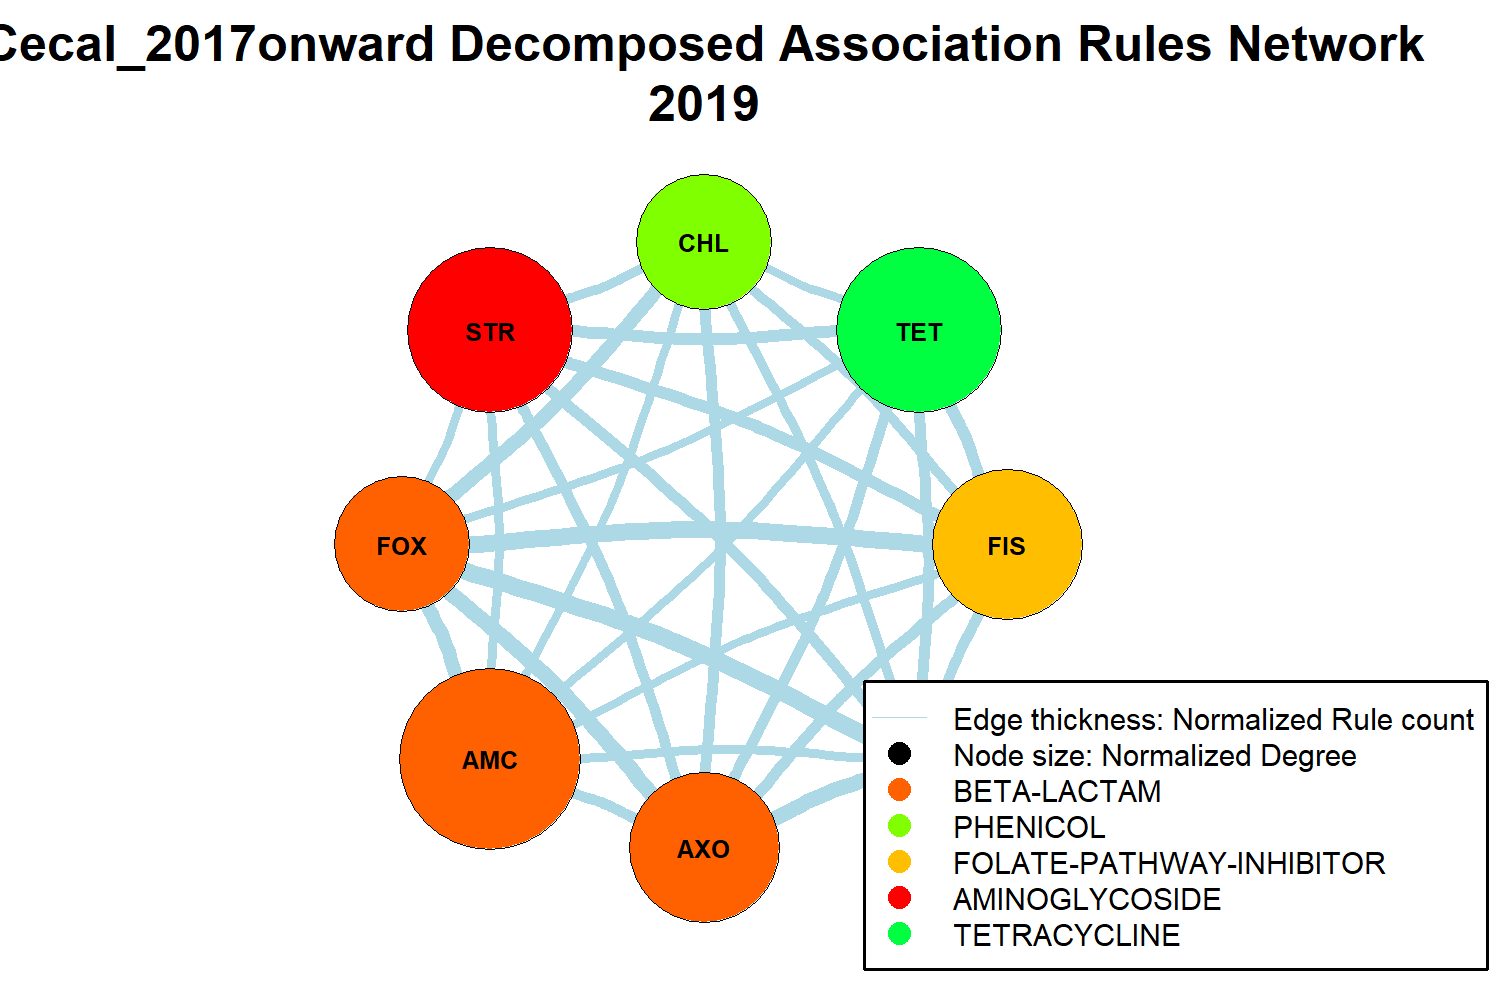 Cecal_2017onward Decomposed Association Rules Network
2019
CHL
STR
TET
FOX
FIS
AMC
AXO
Edge thickness: Normalized Rule count
Node size: Normalized Degree
BETA-LACTAM
PHENICOL
FOLATE-PATHWAY-INHIBITOR
AMINOGLYCOSIDE
TETRACYCLINE